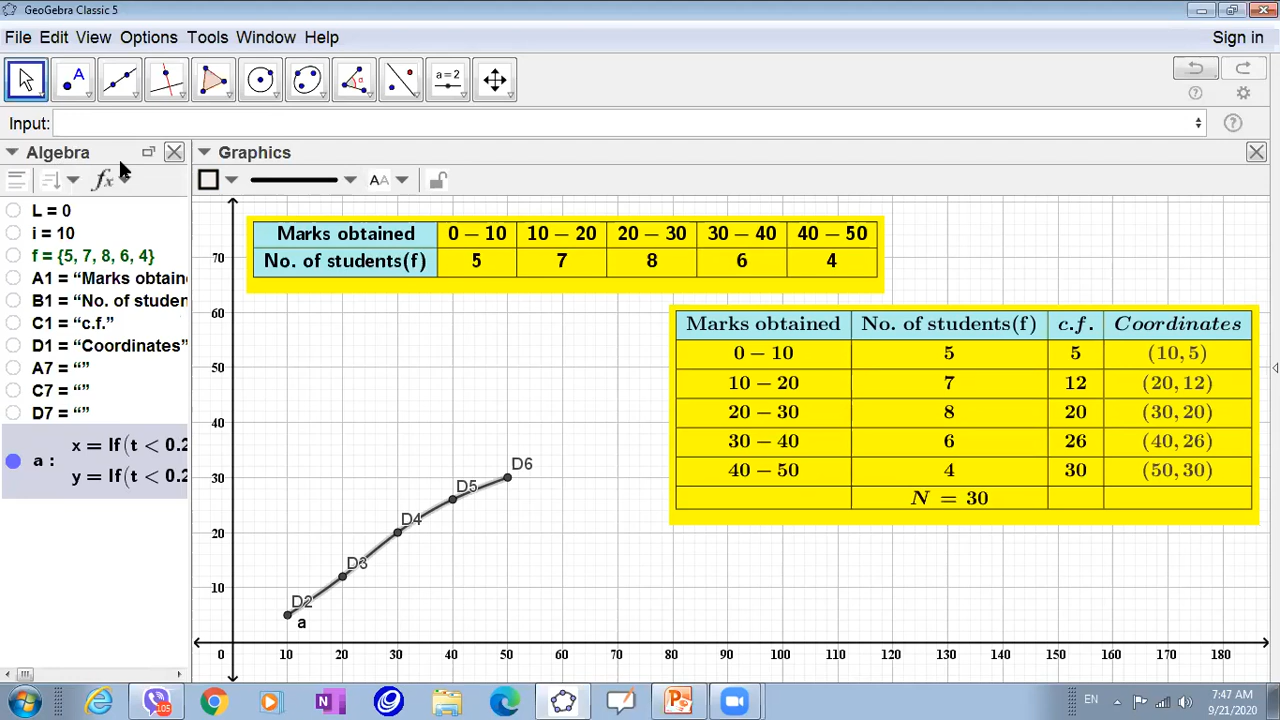 GeoGebra Classic 5
File Edit View Options Tools Window Help
Sign in
A
α
a = 2
Input:
Algebra
Graphics
fx
AA
L = 0
i = 10
f = {5, 7, 8, 6, 4}
A1 = “Marks obtaine
B1 = “No. of studen
C1 = “c.f.”
D1 = “Coordinates”
A7 = “”
C7 = “”
D7 = “”
a : x = If(t < 0.2
y = If(t < 0.2
Marks obtained 0 − 10 10 − 20 20 − 30 30 − 40 40 − 50
No. of students(f) 5 7 8 6 4
Marks obtained No. of students(f) c.f. Coordinates
0 − 10 5 5 (10, 5)
10 − 20 7 12 (20, 12)
20 − 30 8 20 (30, 20)
30 − 40 6 26 (40, 26)
40 − 50 4 30 (50, 30)
N = 30
70
60
50
40
30
20
10
D6
D5
D4
D3
D2
a
0 10 20 30 40 50 60 70 80 90 100 110 120 130 140 150 160 170 180
EN
7:47 AM
9/21/2020